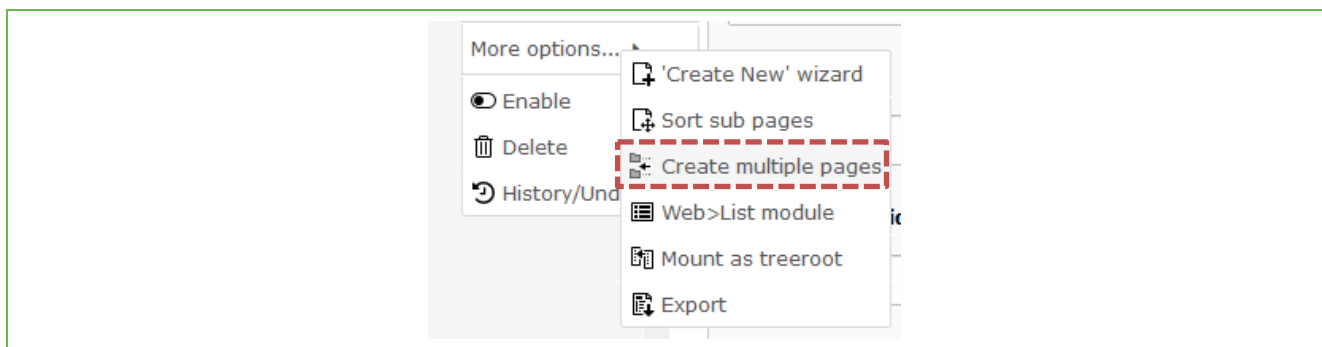 More options...
Enable
Delete
History/Und
'Create New' wizard
Sort sub pages
Create multiple pages
Web>List module
Mount as treeroot
Export